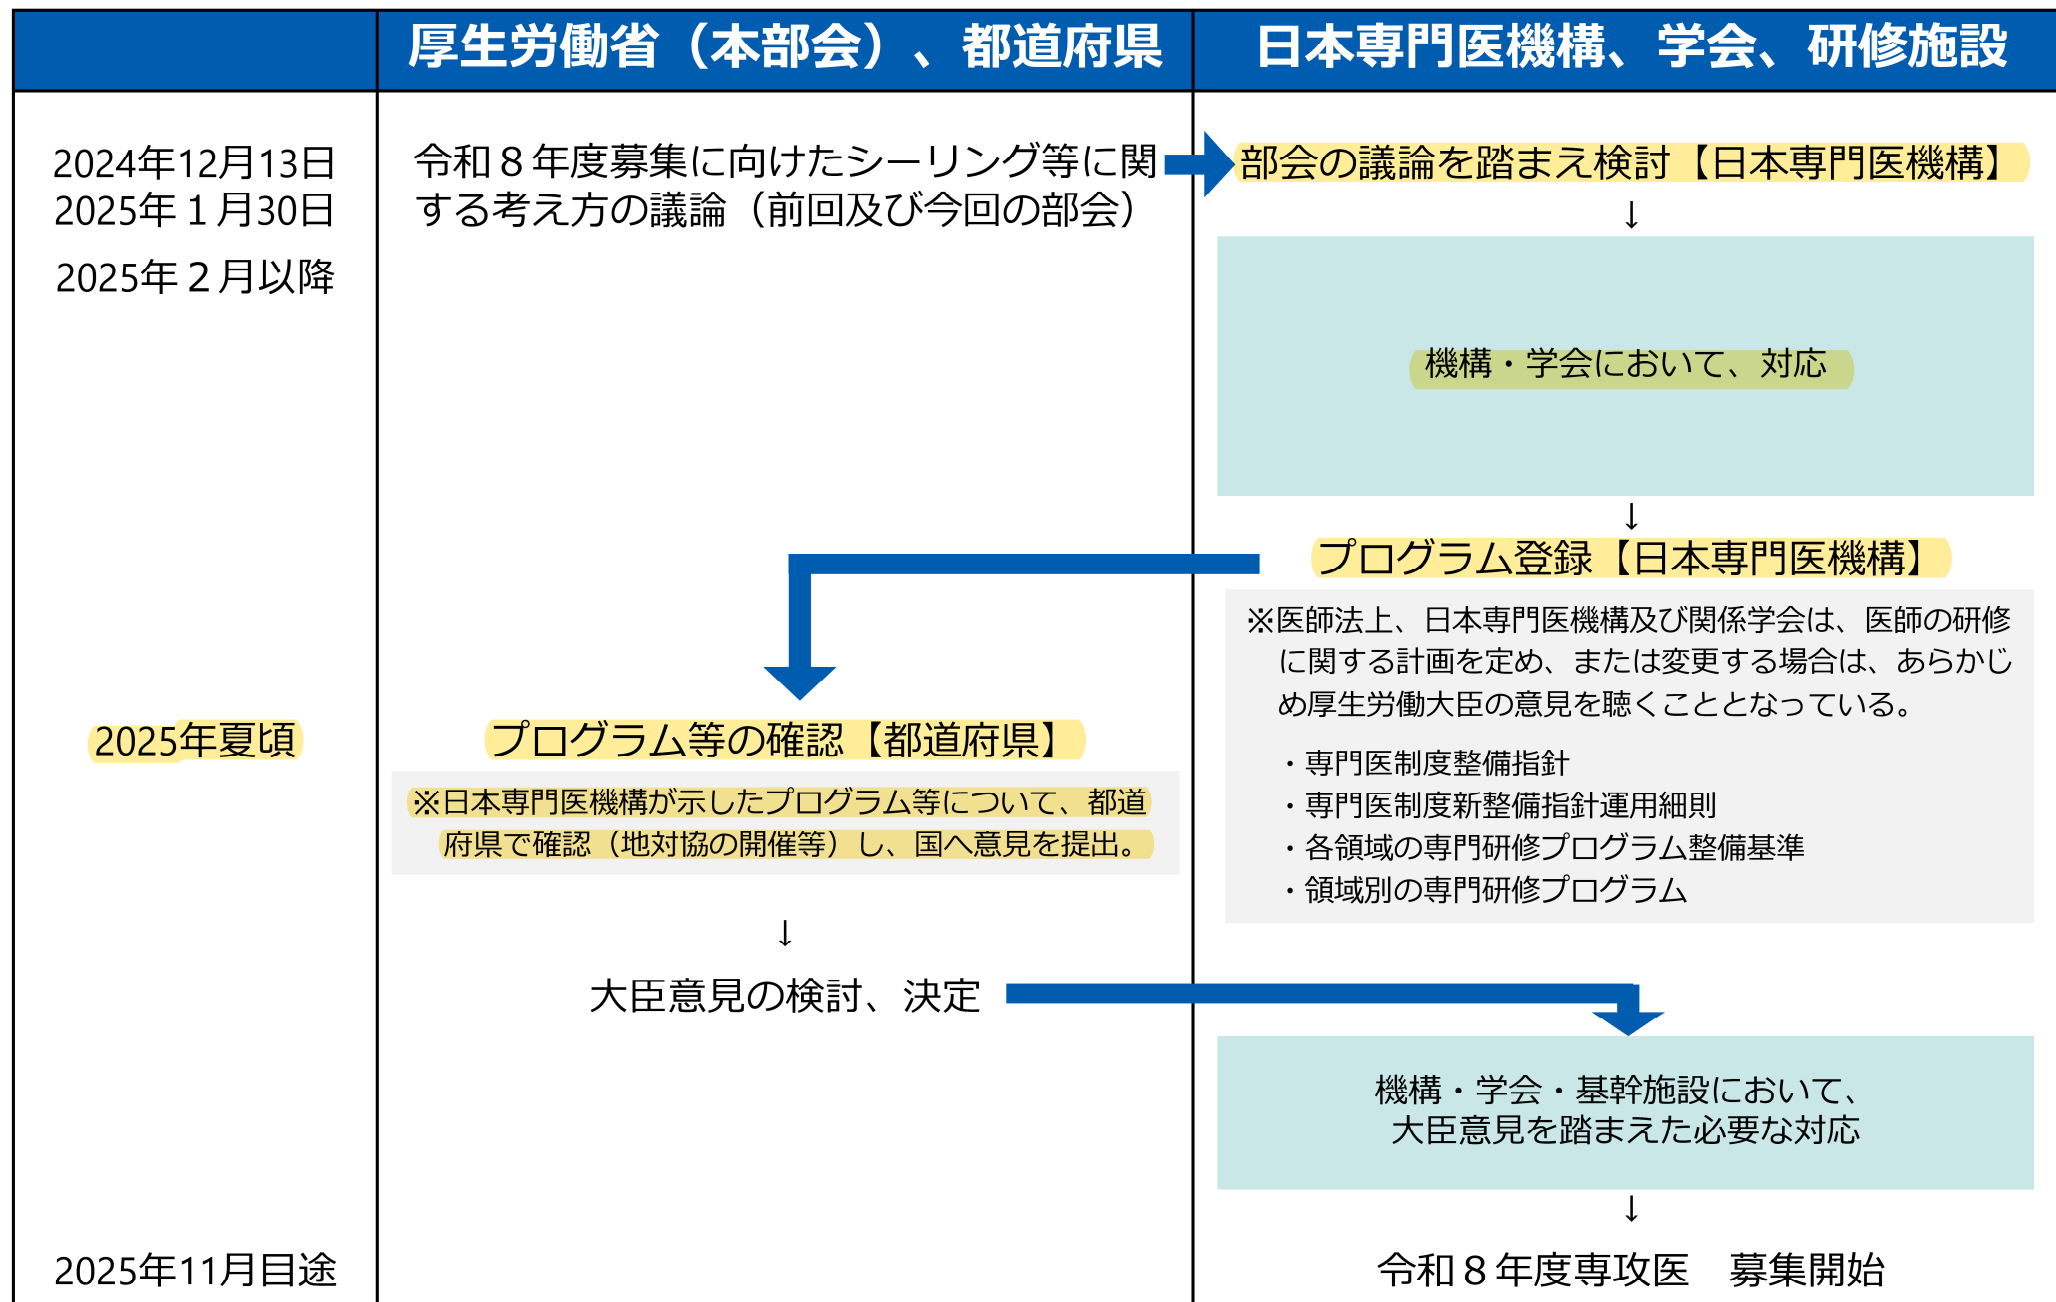 厚生労働省（本部会）、都道府県
日本専門医機構、学会、研修施設
2024年12月13日
2025年１月30日
令和８年度募集に向けたシーリング等に関
する考え方の議論（前回及び今回の部会）
部会の議論を踏まえ検討【日本専門医機構】
↓
2025年２月以降
機構・学会において、対応
↓
プログラム登録【日本専門医機構】
※医師法上、日本専門医機構及び関係学会は、医師の研修
に関する計画を定め、または変更する場合は、あらかじ
め厚生労働大臣の意見を聴くこととなっている。
・専門医制度整備指針
・専門医制度新整備指針運用細則
・各領域の専門研修プログラム整備基準
・領域別の専門研修プログラム
2025年夏頃
プログラム等の確認【都道府県】
※日本専門医機構が示したプログラム等について、都道
府県で確認（地対協の開催等）し、国へ意見を提出。
↓
大臣意見の検討、決定
機構・学会・基幹施設において、
大臣意見を踏まえた必要な対応
↓
2025年11月目途
令和８年度専攻医　募集開始